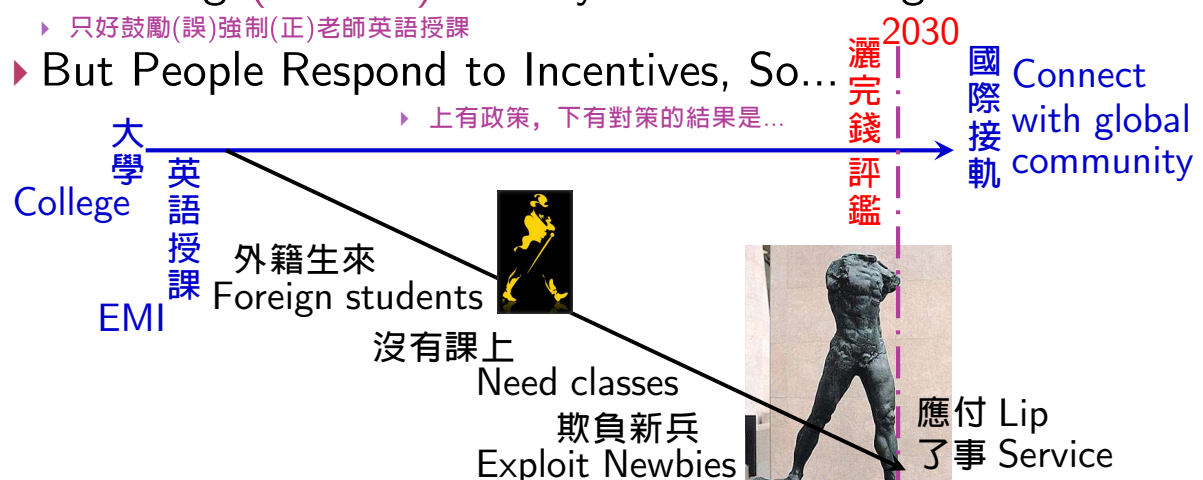 只好鼓勵(誤)強制(正)老師英語授課
But People Respond to Incentives, So...
上有政策，下有對策的結果是...
2030
灑完錢 評鑑
國際接軌
Connect
with global
community
大學
College
英語授課
EMI
外籍生來
Foreign students
沒有課上
Need classes
欺負新兵
Exploit Newbies
應付 Lip
了事 Service